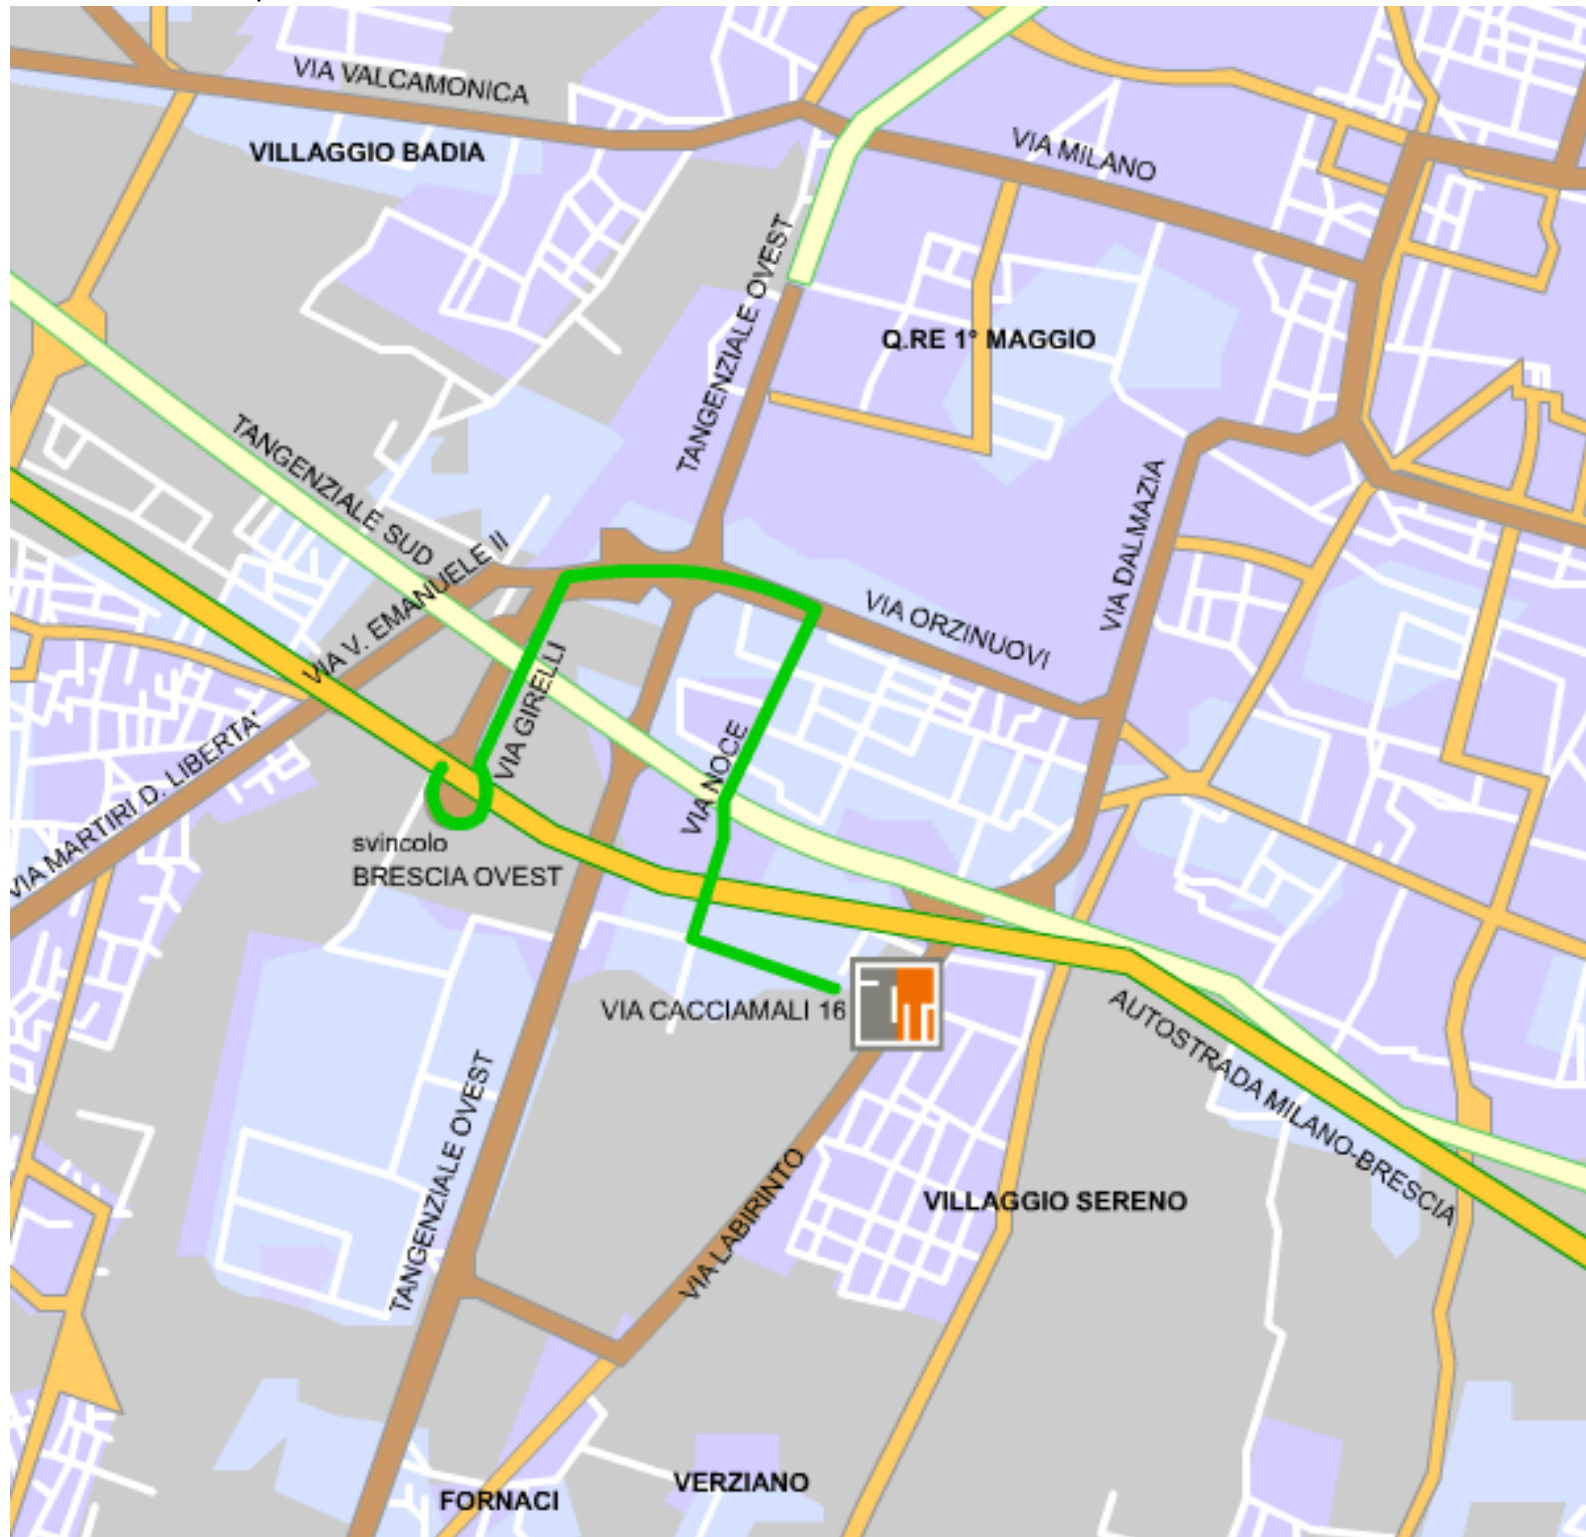 VIA VALCAMONICA
VILLAGGIO BADIA
VIA MILANO
TANGENZIALE OVEST
Q.RE 1° MAGGIO
TANGENZIALE SUD
VIA V. EMANUELE II
VIA DALMAZIA
VIA ORZINUOVI
VIA GIRELLI
VIA NOCE
VIA MARTIRI D. LIBERTA'
svincolo
BRESCIA OVEST
VIA CACCIAMALI 16
AUTOSTRADA MILANO-BRESCIA
TANGENZIALE OVEST
VIA LABIRINTO
VILLAGGIO SERENO
VERZIANO
FORNACI